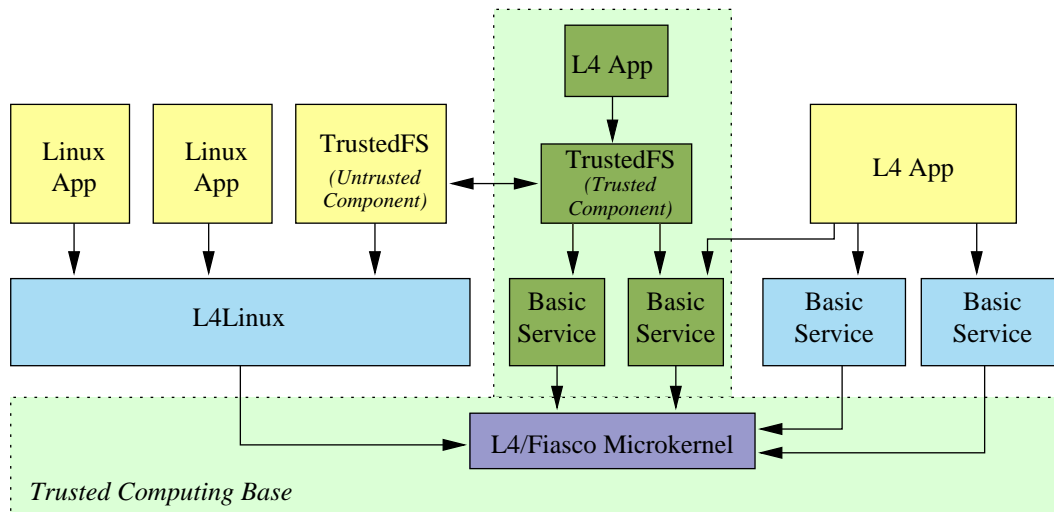 L4 App
Linux
App
Linux
App
TrustedFS
(Untrusted
Component)
TrustedFS
(Trusted
Component)
L4 App
L4Linux
Basic
Service
Basic
Service
Basic
Service
Basic
Service
L4/Fiasco Microkernel
Trusted Computing Base